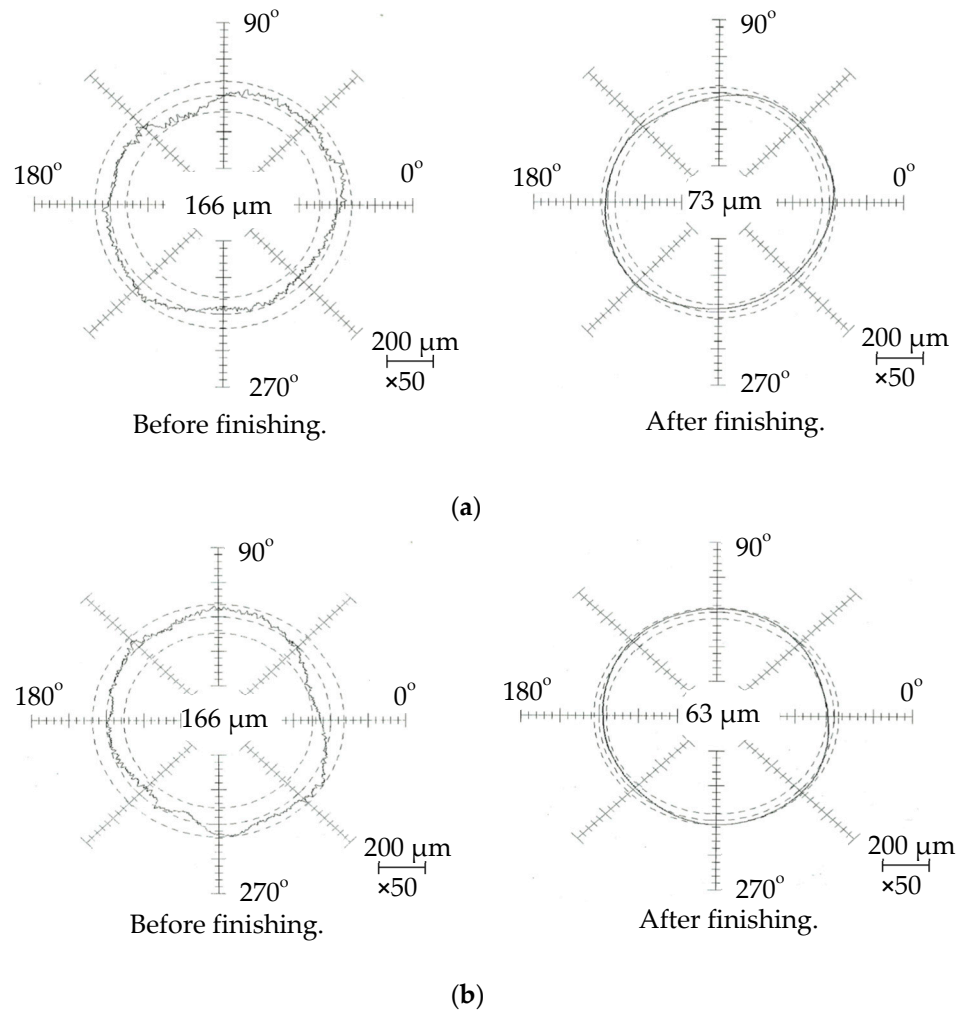 90°
180°
0°
166 μm
270°
200 μm
×50
Before finishing.
90°
180°
0°
73 μm
270°
200 μm
×50
After finishing.
(a)
90°
180°
0°
166 μm
270°
200 μm
×50
Before finishing.
90°
180°
0°
63 μm
270°
200 μm
×50
After finishing.
(b)